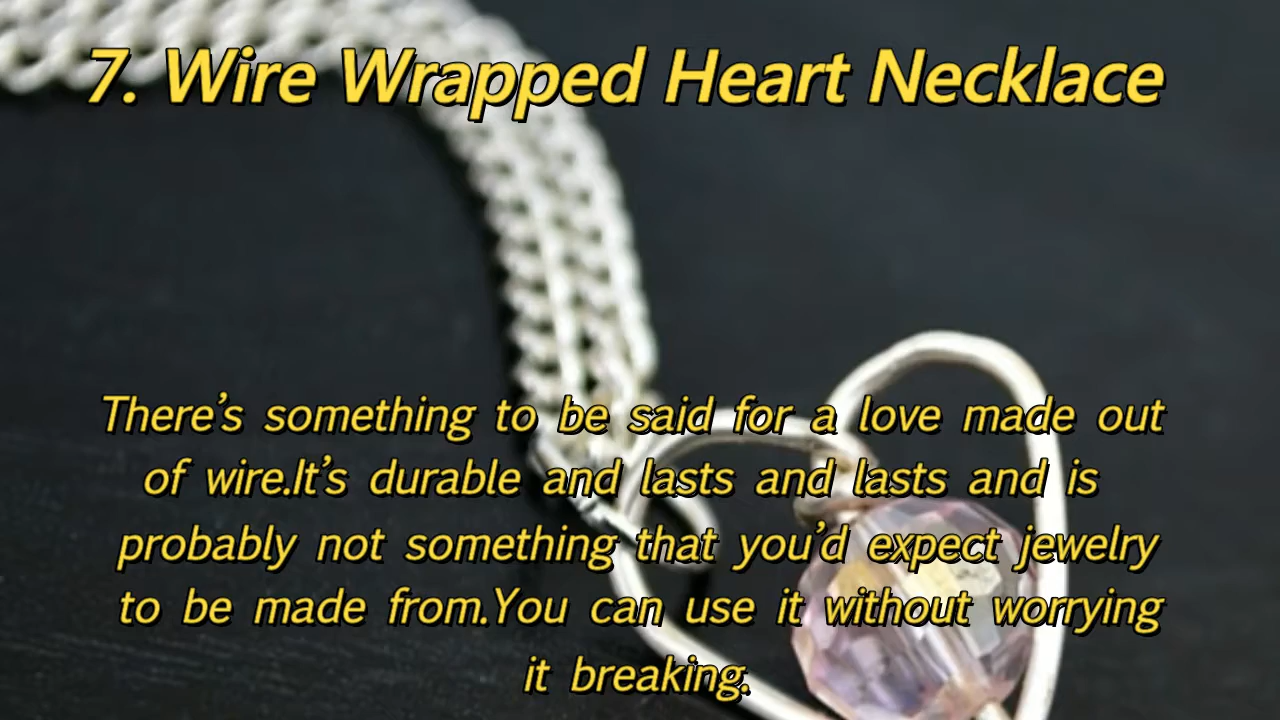 7. Wire Wrapped Heart Necklace
There’s something to be said for a love made out
of wire.It’s durable and lasts and lasts and is
probably not something that you’d expect jewelry
to be made from.You can use it without worrying
it breaking.